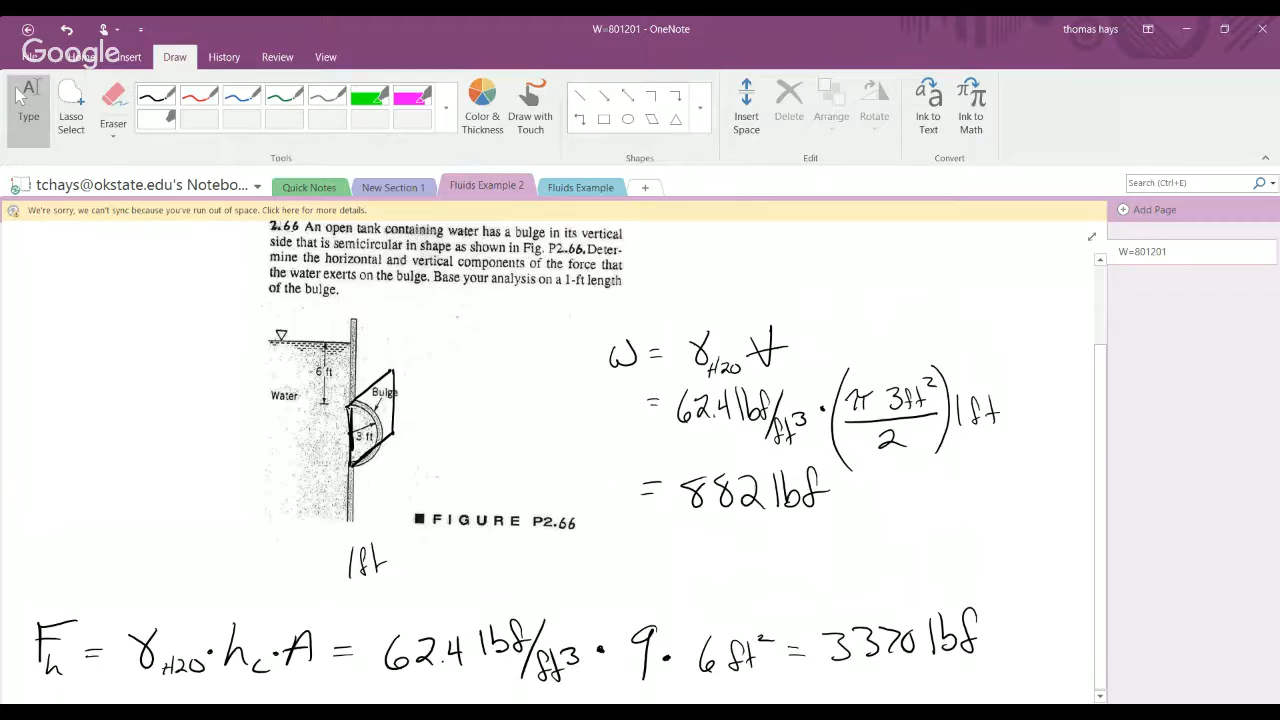 W=801201 - OneNote
thomas hays
Google
File Home Insert Draw History Review View
Type
Lasso Select
Eraser
Color & Thickness
Draw with Touch
Insert Space
Delete
Arrange
Rotate
Ink to Text
Ink to Math
Tools
Shapes
Edit
Convert
tchays@okstate.edu's Notebo...
Quick Notes
New Section 1
Fluids Example 2
Fluids Example
+
Search (Ctrl+E)
We're sorry, we can't sync because you've run out of space. Click here for more details.
Add Page
W=801201
2.66 An open tank containing water has a bulge in its vertical
side that is semicircular in shape as shown in Fig. P2.66. Deter-
mine the horizontal and vertical components of the force that
the water exerts on the bulge. Base your analysis on a 1-ft length
of the bulge.
6 ft
Water
Bulge
3 ft
■ FIGURE P2.66
1ft
W = γH2O V
= 62.4 lbf/ft³ · (π 3ft²/2) 1ft
= 882 lbf
Fh = γH2O · hc · A = 62.4 lbf/ft³ · 9 · 6 ft² = 3370 lbf